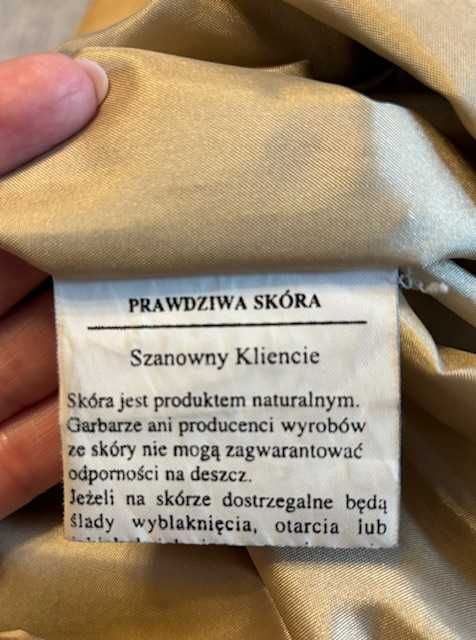 PRAWDZIWA SKÓRA
Szanowny Kliencie
Skóra jest produktem naturalnym.
Garbarze ani producenci wyrobów
ze skóry nie mogą zagwarantować
odporności na deszcz.
Jeżeli na skórze dostrzegalne będą
ślady wyblaknięcia, otarcia lub